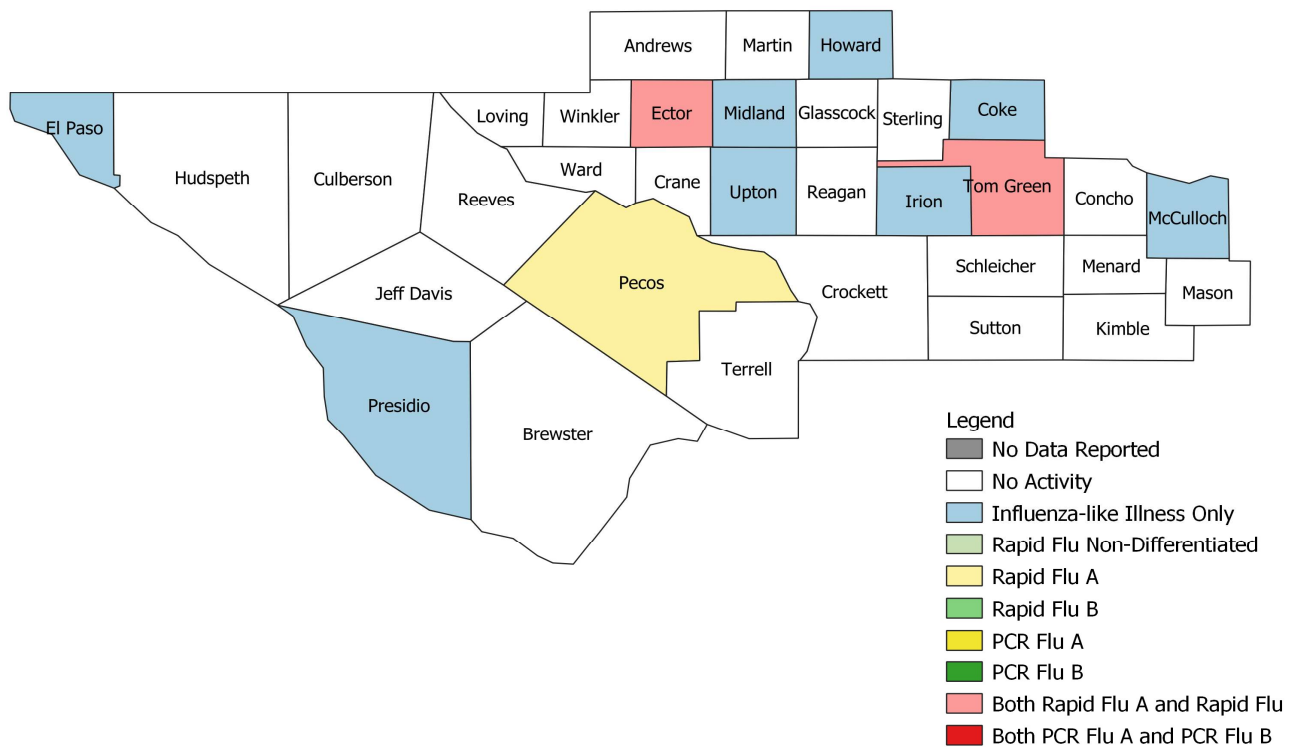 Andrews
Martin
Howard
El Paso
Hudspeth
Culberson
Loving
Winkler
Ector
Midland
Glasscock
Sterling
Coke
Reeves
Ward
Crane
Upton
Reagan
Irion
Tom Green
Concho
McCulloch
Jeff Davis
Pecos
Crockett
Schleicher
Menard
Mason
Sutton
Kimble
Terrell
Presidio
Brewster
Legend
No Data Reported
No Activity
Influenza-like Illness Only
Rapid Flu Non-Differentiated
Rapid Flu A
Rapid Flu B
PCR Flu A
PCR Flu B
Both Rapid Flu A and Rapid Flu
Both PCR Flu A and PCR Flu B